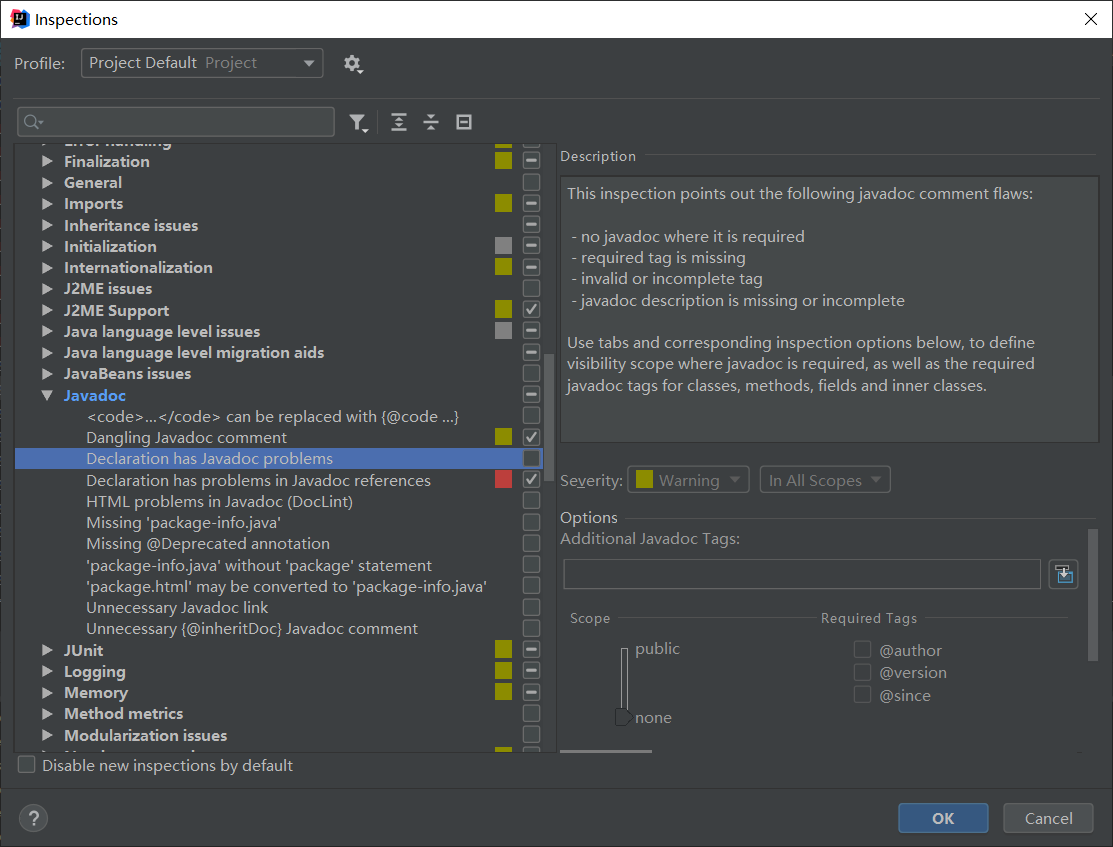 Inspections
Profile: Project Default Project
Finalization
General
Imports
Inheritance issues
Initialization
Internationalization
J2ME issues
J2ME Support
Java language level issues
Java language level migration aids
JavaBeans issues
Javadoc
<code>...</code> can be replaced with {@code ...}
Dangling Javadoc comment
Declaration has Javadoc problems
Declaration has problems in Javadoc references
HTML problems in Javadoc (DocLint)
Missing 'package-info.java'
Missing @Deprecated annotation
'package-info.java' without 'package' statement
'package.html' may be converted to 'package-info.java'
Unnecessary Javadoc link
Unnecessary {@inheritDoc} Javadoc comment
JUnit
Logging
Memory
Method metrics
Modularization issues
Disable new inspections by default
Description
This inspection points out the following javadoc comment flaws:
- no javadoc where it is required
- required tag is missing
- invalid or incomplete tag
- javadoc description is missing or incomplete
Use tabs and corresponding inspection options below, to define
visibility scope where javadoc is required, as well as the required
javadoc tags for classes, methods, fields and inner classes.
Severity: Warning In All Scopes
Options
Additional Javadoc Tags:
Scope
public
none
Required Tags
@author
@version
@since
?
OK
Cancel